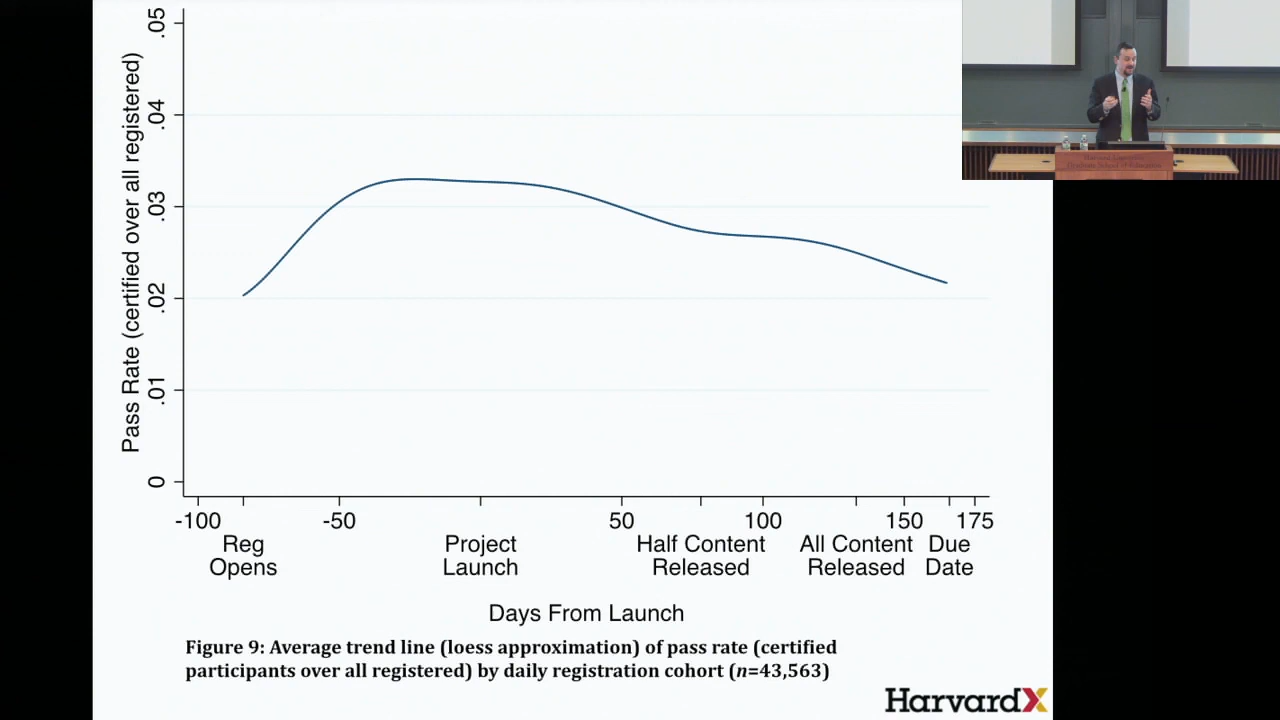 Pass Rate (certified over all registered)
.05
.04
.03
.02
.01
0
-100
-50
50
100
150
175
Reg
Opens
Project
Launch
Half Content
Released
All Content
Released
Due
Date
Days From Launch
Figure 9: Average trend line (loess approximation) of pass rate (certified
participants over all registered) by daily registration cohort (n=43,563)
HarvardX